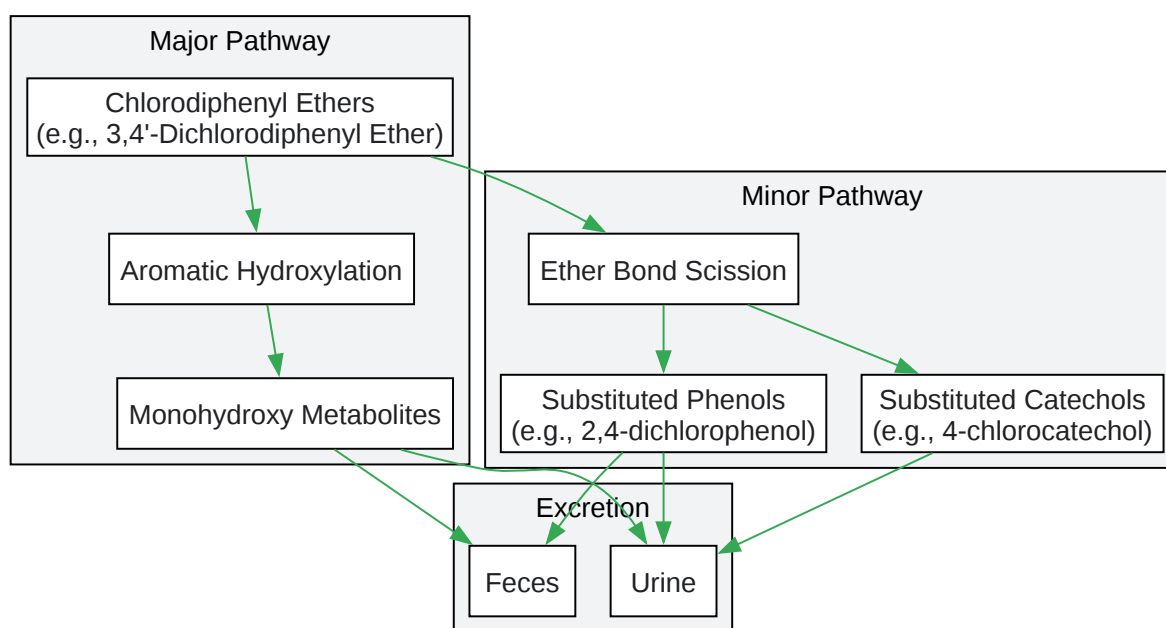 Major Pathway
Chlorodiphenyl Ethers
(e.g., 3,4'-Dichlorodiphenyl Ether)
Minor Pathway
Aromatic Hydroxylation
Ether Bond Scission
Monohydroxy Metabolites
Substituted Phenols
(e.g., 2,4-dichlorophenol)
Substituted Catechols
(e.g., 4-chlorocatechol)
Excretion
Feces
Urine